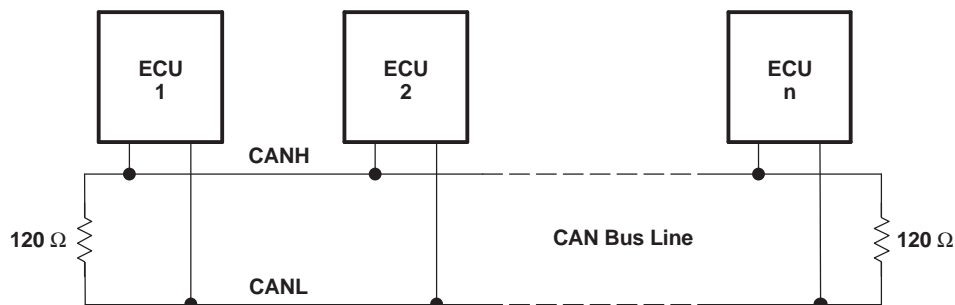 ECU
1
ECU
2
ECU
n
CANH
120 Ω
CAN Bus Line
120 Ω
CANL